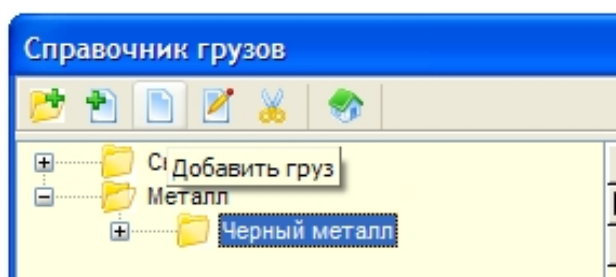 Справочник грузов
Добавить груз
Металл
Черный металл